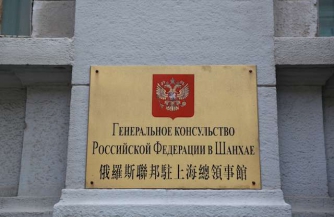 Генеральное консульство
Российской Федерации в Шанхае
俄羅斯聯邦駐上海總領事館